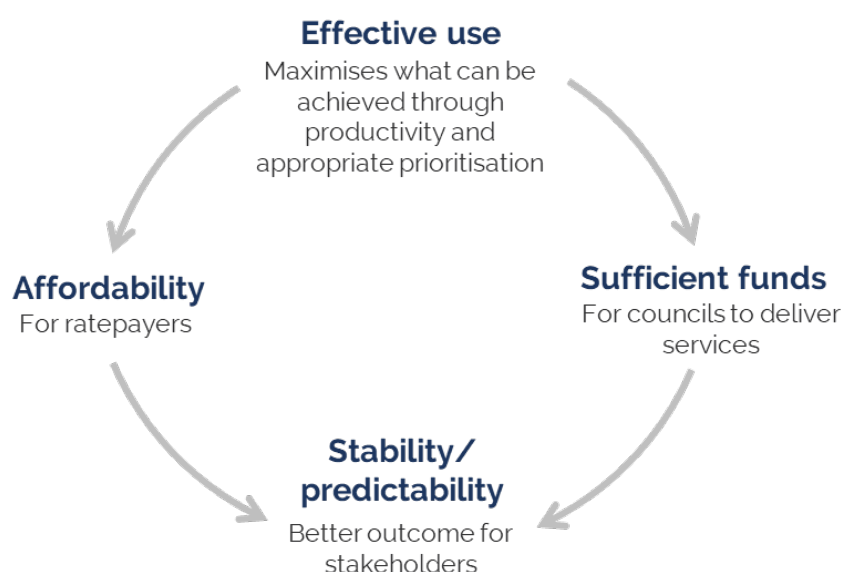 Effective use
Maximises what can be
achieved through
productivity and
appropriate prioritisation
Affordability
For ratepayers
Sufficient funds
For councils to deliver
services
Stability/
predictability
Better outcome for
stakeholders